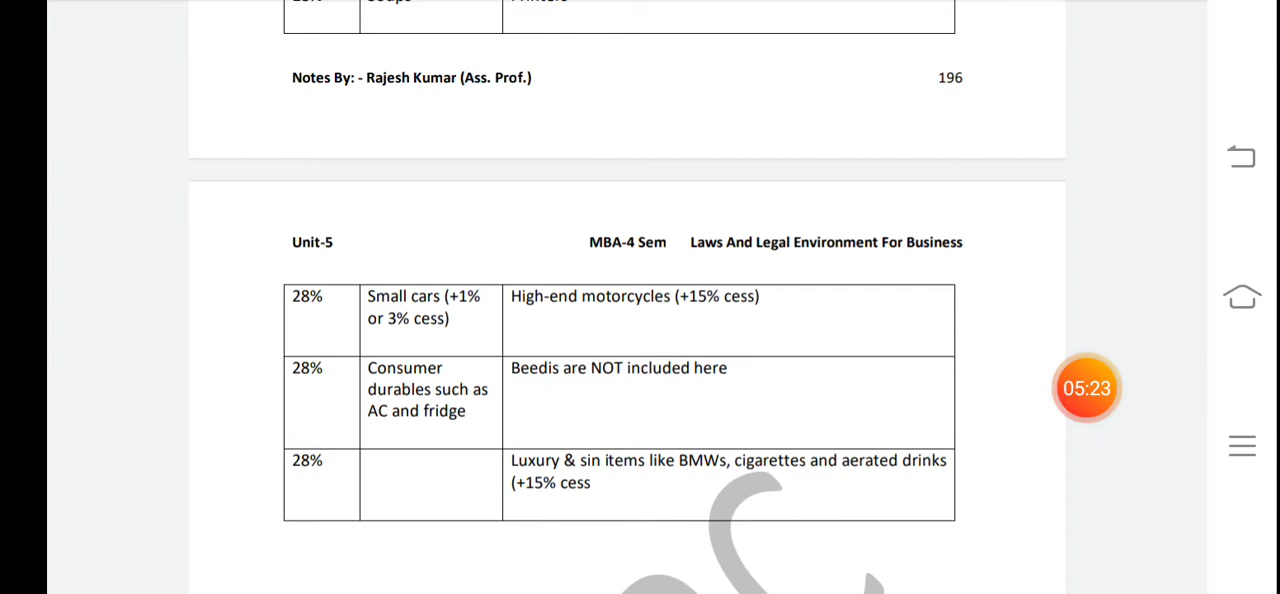 Notes By: - Rajesh Kumar (Ass. Prof.)
196
Unit-5
MBA-4 Sem Laws And Legal Environment For Business
28%
Small cars (+1%
or 3% cess)
High-end motorcycles (+15% cess)
28%
Consumer
durables such as
AC and fridge
Beedis are NOT included here
28%
Luxury & sin items like BMWs, cigarettes and aerated drinks
(+15% cess
05:23